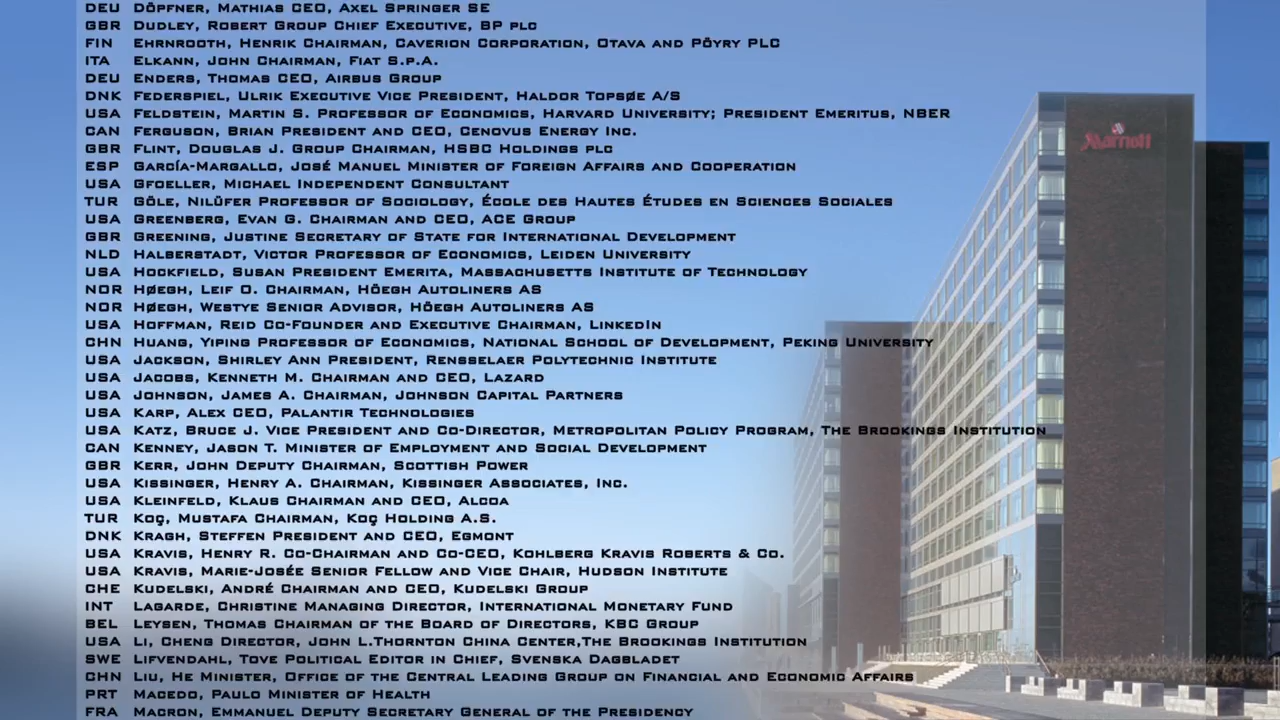 DEU Döpfner, Mathias CEO, Axel Springer SE
GBR Dudley, Robert Group Chief Executive, BP plc
FIN Ehrnrooth, Henrik Chairman, Caverion Corporation, Otava and Pöyry PLC
ITA Elkann, John Chairman, Fiat S.p.A.
DEU Enders, Thomas CEO, Airbus Group
DNK Federspiel, Ulrik Executive Vice President, Haldor Topsøe A/S
USA Feldstein, Martin S. Professor of Economics, Harvard University; President Emeritus, NBER
CAN Ferguson, Brian President and CEO, Cenovus Energy Inc.
GBR Flint, Douglas J. Group Chairman, HSBC Holdings plc
ESP García-Margallo, José Manuel Minister of Foreign Affairs and Cooperation
USA Gfoeller, Michael Independent Consultant
TUR Göle, Nilüfer Professor of Sociology, École des Hautes Études en Sciences Sociales
USA Greenberg, Evan G. Chairman and CEO, ACE Group
GBR Greening, Justine Secretary of State for International Development
NLD Halberstadt, Victor Professor of Economics, Leiden University
USA Hockfield, Susan President Emerita, Massachusetts Institute of Technology
NOR Høegh, Leif O. Chairman, Höegh Autoliners AS
NOR Høegh, Westye Senior Advisor, Höegh Autoliners AS
USA Hoffman, Reid Co-Founder and Executive Chairman, LinkedIn
CHN Huang, Yiping Professor of Economics, National School of Development, Peking University
USA Jackson, Shirley Ann President, Rensselaer Polytechnic Institute
USA Jacobs, Kenneth M. Chairman and CEO, Lazard
USA Johnson, James A. Chairman, Johnson Capital Partners
USA Karp, Alex CEO, Palantir Technologies
USA Katz, Bruce J. Vice President and Co-Director, Metropolitan Policy Program, The Brookings Institution
CAN Kenney, Jason T. Minister of Employment and Social Development
GBR Kerr, John Deputy Chairman, Scottish Power
USA Kissinger, Henry A. Chairman, Kissinger Associates, Inc.
USA Kleinfeld, Klaus Chairman and CEO, Alcoa
TUR Koç, Mustafa Chairman, Koç Holding A.S.
DNK Kragh, Steffen President and CEO, Egmont
USA Kravis, Henry R. Co-Chairman and Co-CEO, Kohlberg Kravis Roberts & Co.
USA Kravis, Marie-Josée Senior Fellow and Vice Chair, Hudson Institute
CHE Kudelski, André Chairman and CEO, Kudelski Group
INT Lagarde, Christine Managing Director, International Monetary Fund
BEL Leysen, Thomas Chairman of the Board of Directors, KBC Group
USA Li, Cheng Director, John L.Thornton China Center,The Brookings Institution
SWE Lifvendahl, Tove Political Editor in Chief, Svenska Dagbladet
CHN Liu, He Minister, Office of the Central Leading Group on Financial and Economic Affairs
PRT Macedo, Paulo Minister of Health
FRA Macron, Emmanuel Deputy Secretary General of the Presidency
Marriott